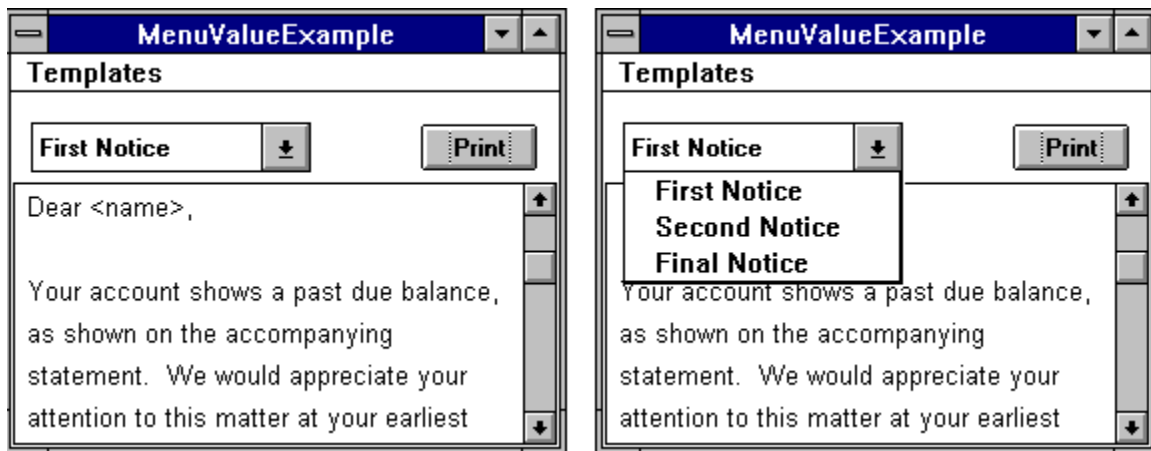 MenuValueExample
Templates
First Notice
Print
Dear <name>,
Your account shows a past due balance,
as shown on the accompanying
statement. We would appreciate your
attention to this matter at your earliest
MenuValueExample
Templates
First Notice
Print
First Notice
Second Notice
Final Notice
Your account shows a past due balance,
as shown on the accompanying
statement. We would appreciate your
attention to this matter at your earliest